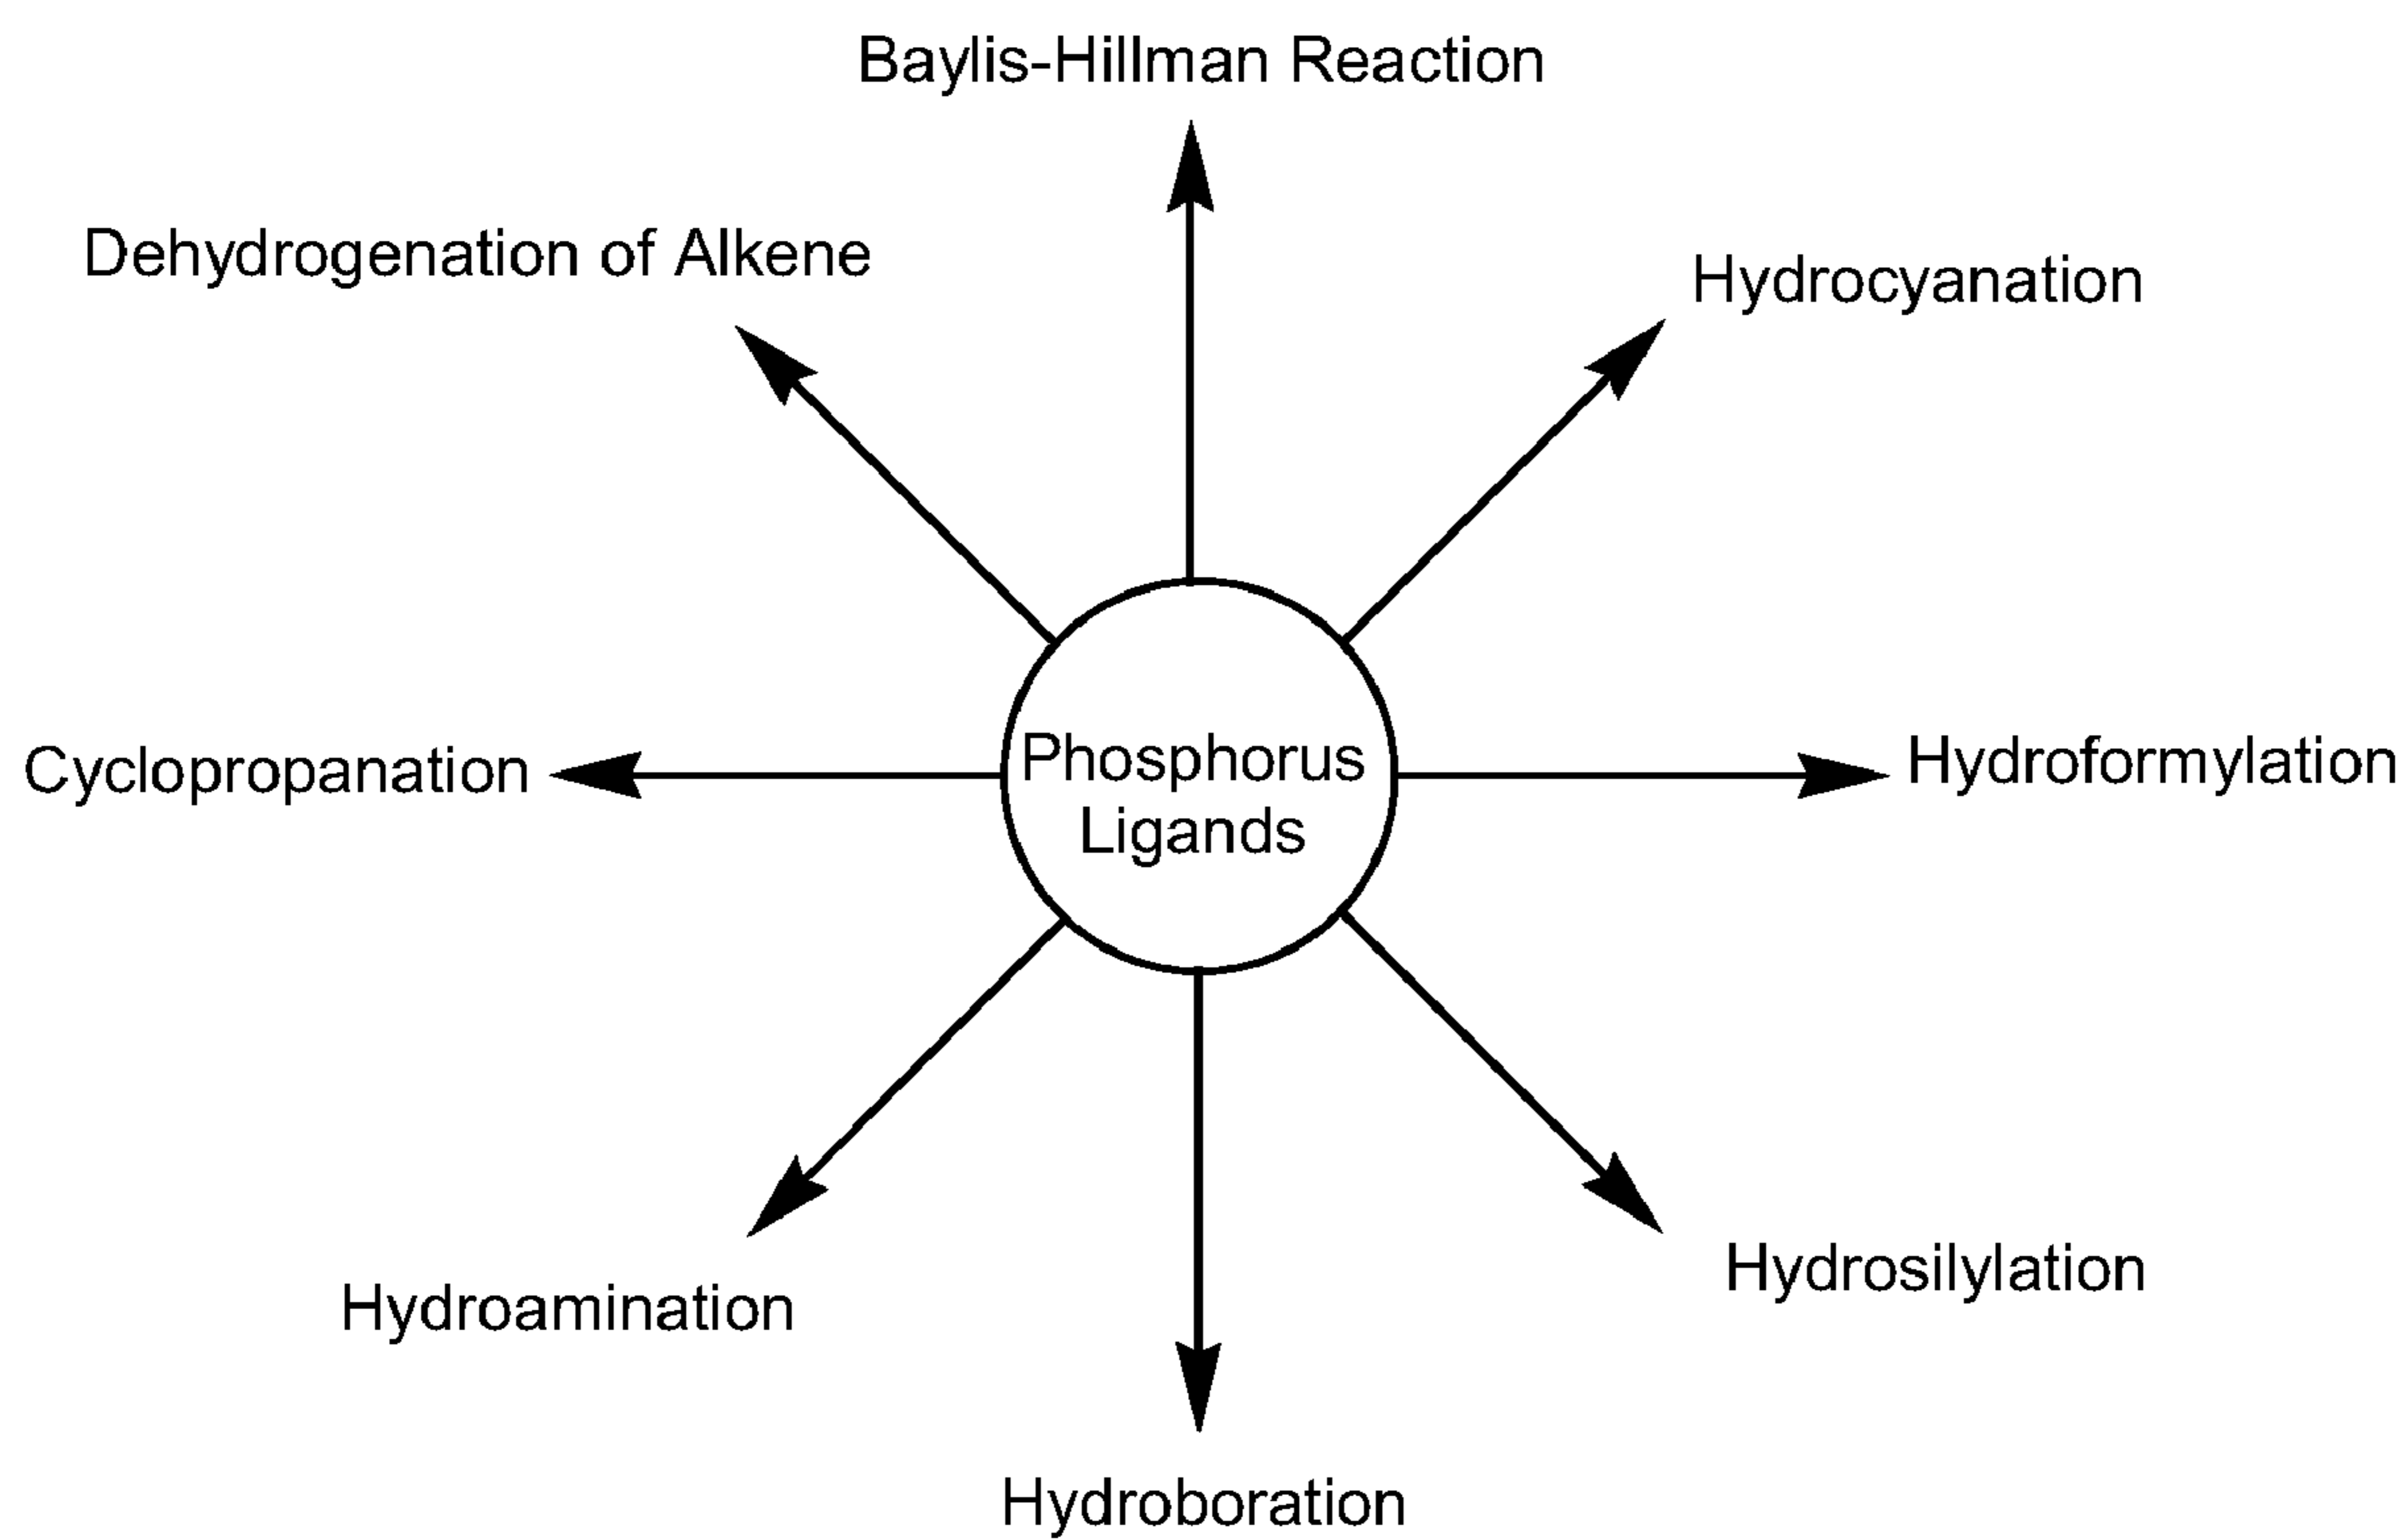 Baylis-Hillman Reaction
Dehydrogenation of Alkene
Hydrocyanation
Cyclopropanation
Phosphorus
Ligands
Hydroformylation
Hydroamination
Hydrosilylation
Hydroboration